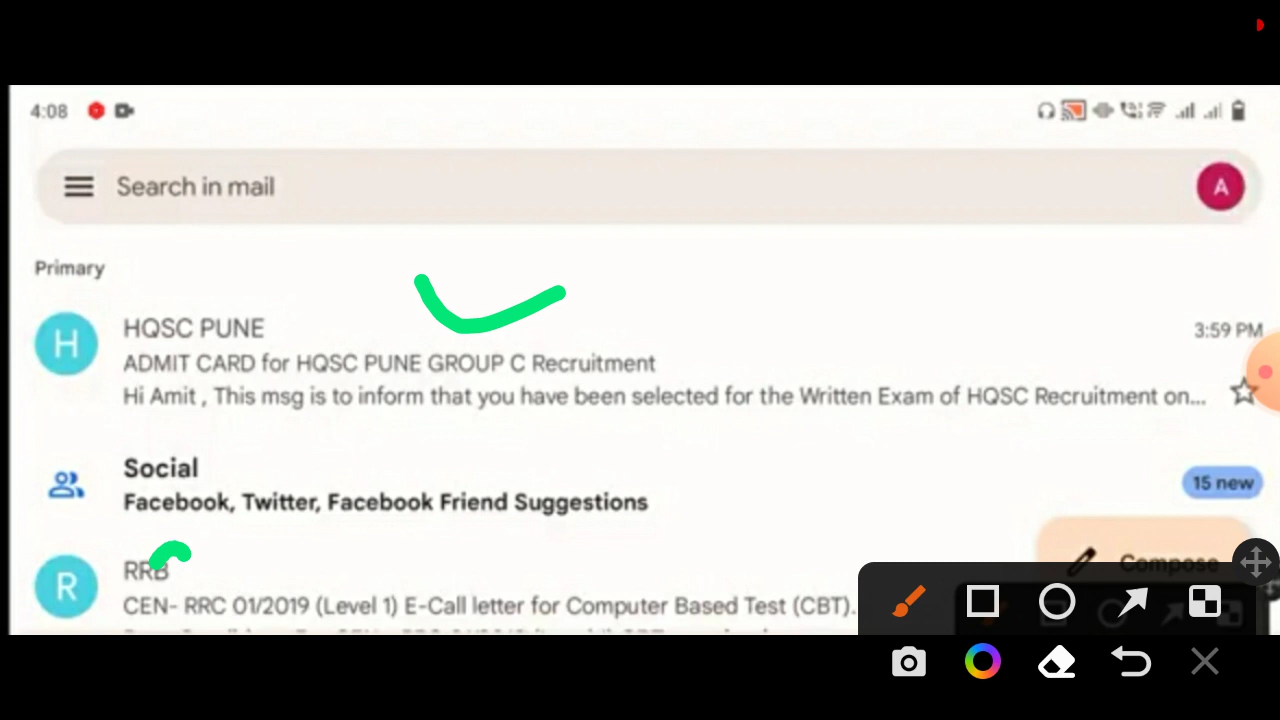 4:08
Search in mail
A
Primary
H
HQSC PUNE
3:59 PM
ADMIT CARD for HQSC PUNE GROUP C Recruitment
Hi Amit , This msg is to inform that you have been selected for the Written Exam of HQSC Recruitment on...
Social
15 new
Facebook, Twitter, Facebook Friend Suggestions
Compose
R
RRB
CEN- RRC 01/2019 (Level 1) E-Call letter for Computer Based Test (CBT).